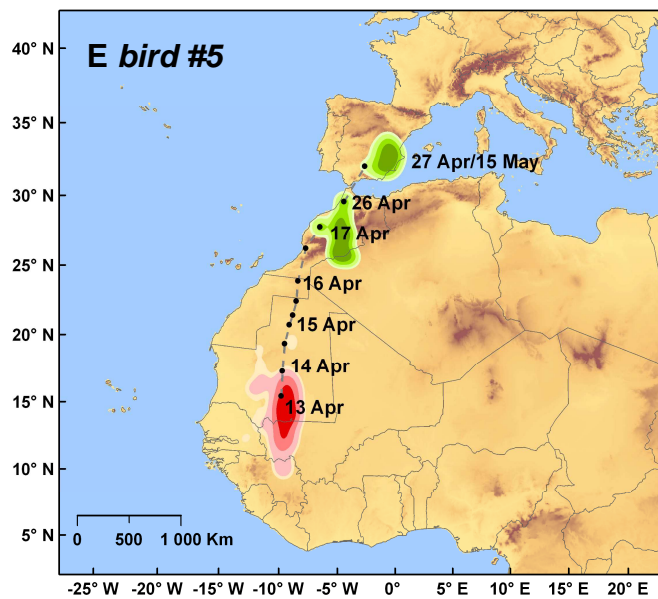 E bird #5
40° N
35° N
30° N
25° N
20° N
15° N
10° N
5° N
27 Apr/15 May
26 Apr
17 Apr
16 Apr
15 Apr
14 Apr
13 Apr
0 500 1 000 Km
-25° W -20° W -15° W -10° W -5° W 0° 5° E 10° E 15° E 20° E